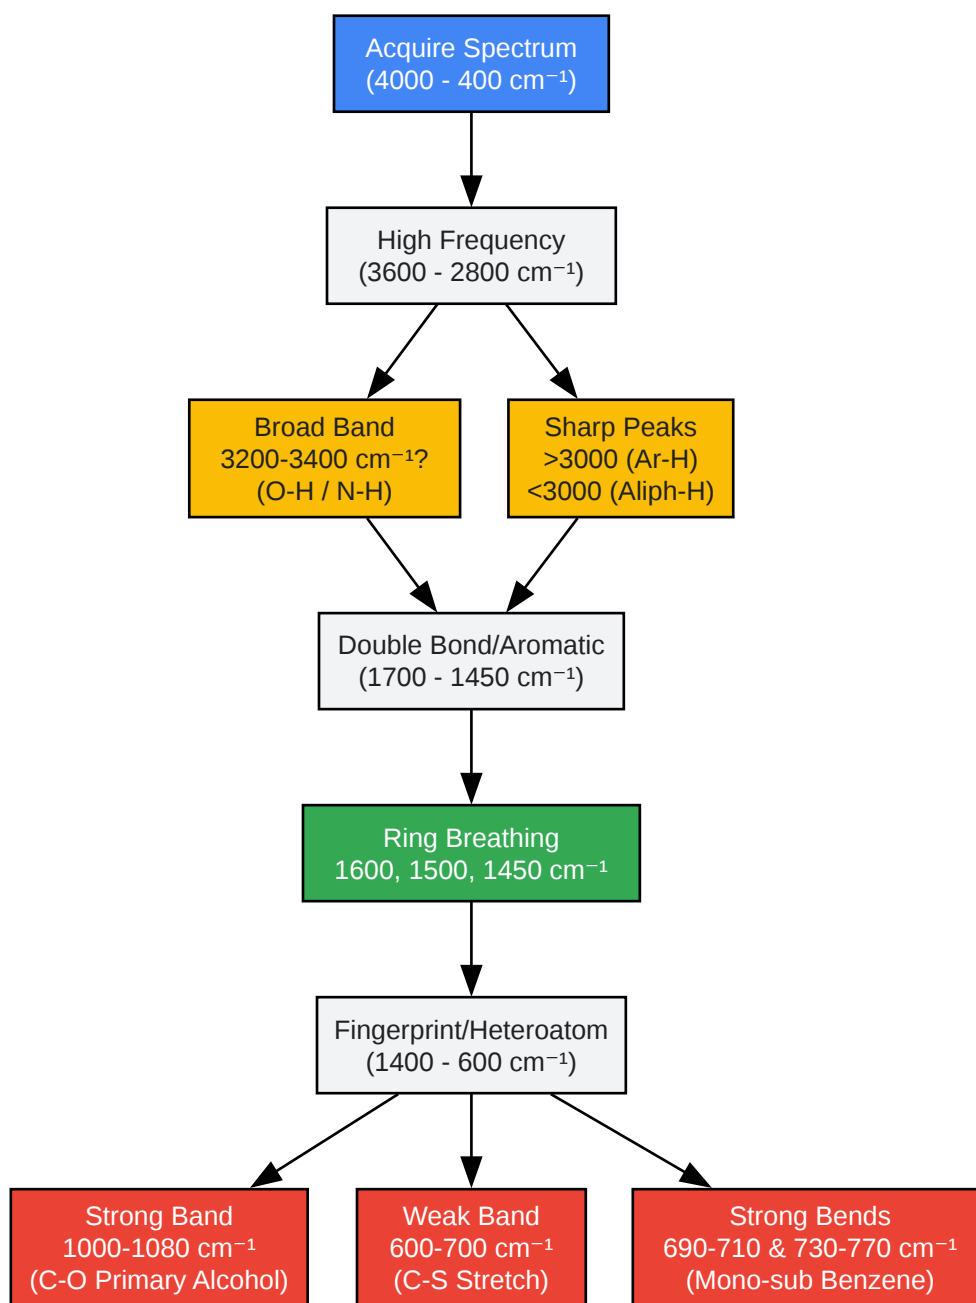 Acquire Spectrum
(4000 - 400 cm⁻¹)
High Frequency
(3600 - 2800 cm⁻¹)
Broad Band
3200-3400 cm⁻¹?
(O-H / N-H)
Sharp Peaks
>3000 (Ar-H)
<3000 (Aliph-H)
Double Bond/Aromatic
(1700 - 1450 cm⁻¹)
Ring Breathing
1600, 1500, 1450 cm⁻¹
Fingerprint/Heteroatom
(1400 - 600 cm⁻¹)
Strong Band
1000-1080 cm⁻¹
(C-O Primary Alcohol)
Weak Band
600-700 cm⁻¹
(C-S Stretch)
Strong Bends
690-710 & 730-770 cm⁻¹
(Mono-sub Benzene)